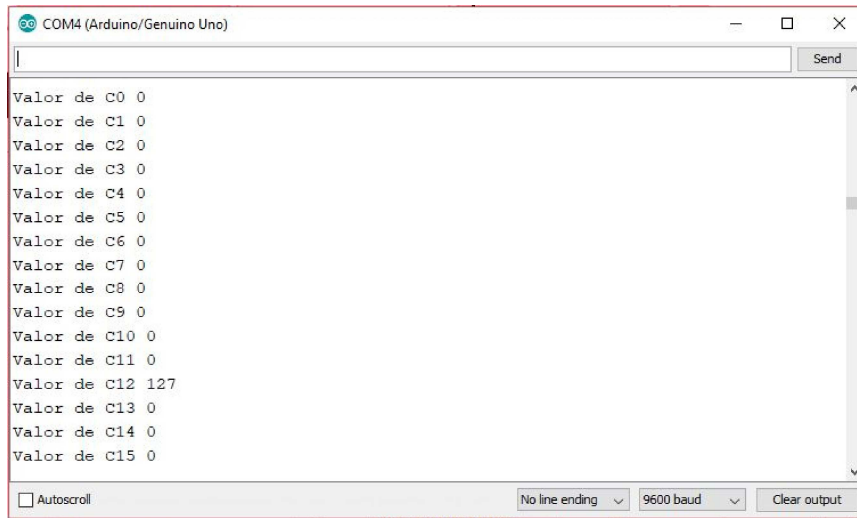 COM4 (Arduino/Genuino Uno)
Send
Valor de C0 0
Valor de C1 0
Valor de C2 0
Valor de C3 0
Valor de C4 0
Valor de C5 0
Valor de C6 0
Valor de C7 0
Valor de C8 0
Valor de C9 0
Valor de C10 0
Valor de C11 0
Valor de C12 127
Valor de C13 0
Valor de C14 0
Valor de C15 0
Autoscroll No line ending 9600 baud Clear output